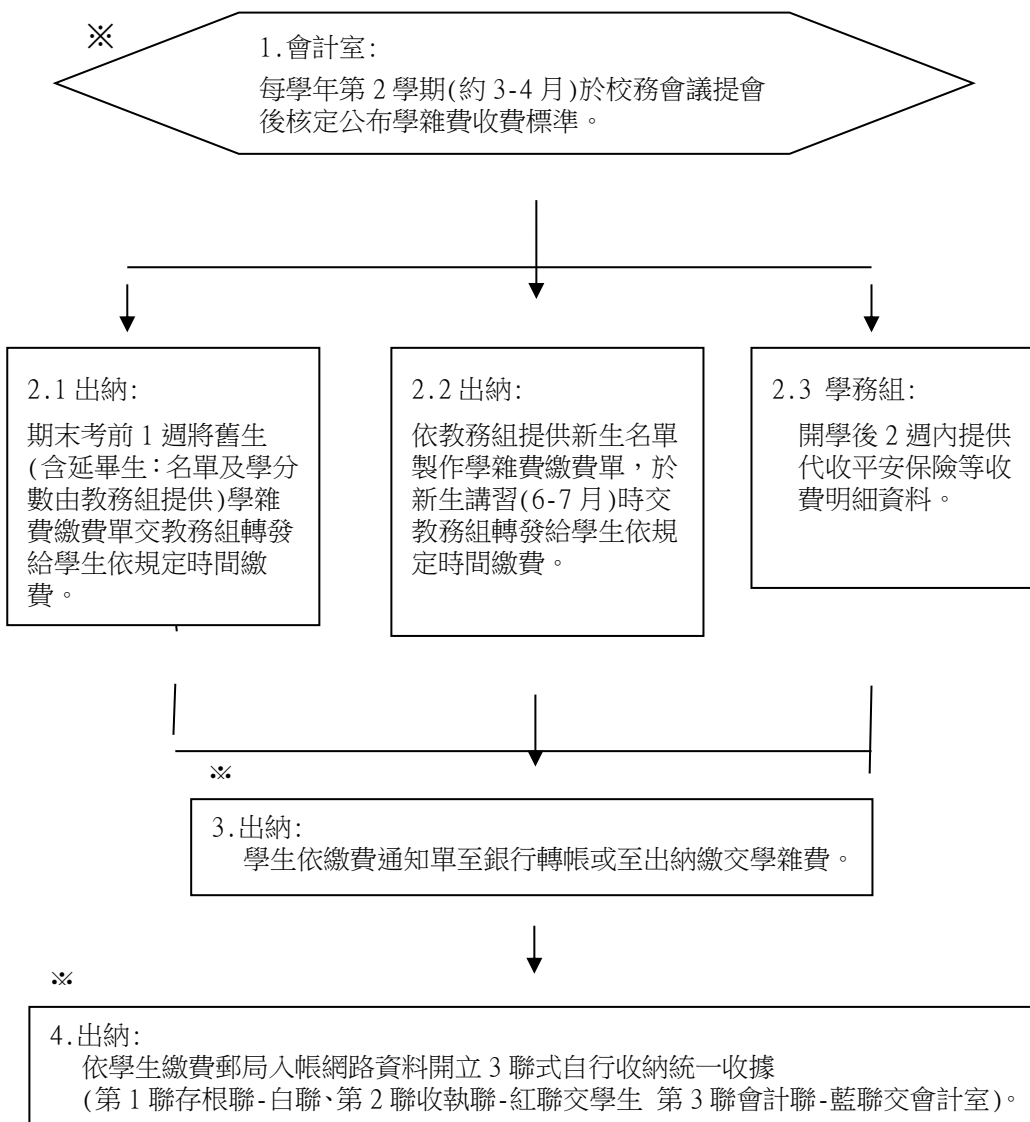 ※
1.會計室:
每學年第2學期(約3-4月)於校務會議提會
後核定公布學雜費收費標準。
2.1出納:
期末考前1週將舊生
(含延畢生：名單及學分
數由教務組提供)學雜
費繳費單交教務組轉發
給學生依規定時間繳
費。
2.2出納:
依教務組提供新生名單
製作學雜費繳費單，於
新生講習(6-7月)時交
教務組轉發給學生依規
定時間繳費。
2.3 學務組:
開學後2週內提供
代收平安保險等收
費明細資料。
※
3.出納:
學生依繳費通知單至銀行轉帳或至出納繳交學雜費。
※
4.出納:
依學生繳費郵局入帳網路資料開立3聯式自行收納統一收據
(第1聯存根聯-白聯、第2聯收執聯-紅聯交學生 第3聯會計聯-藍聯交會計室)。